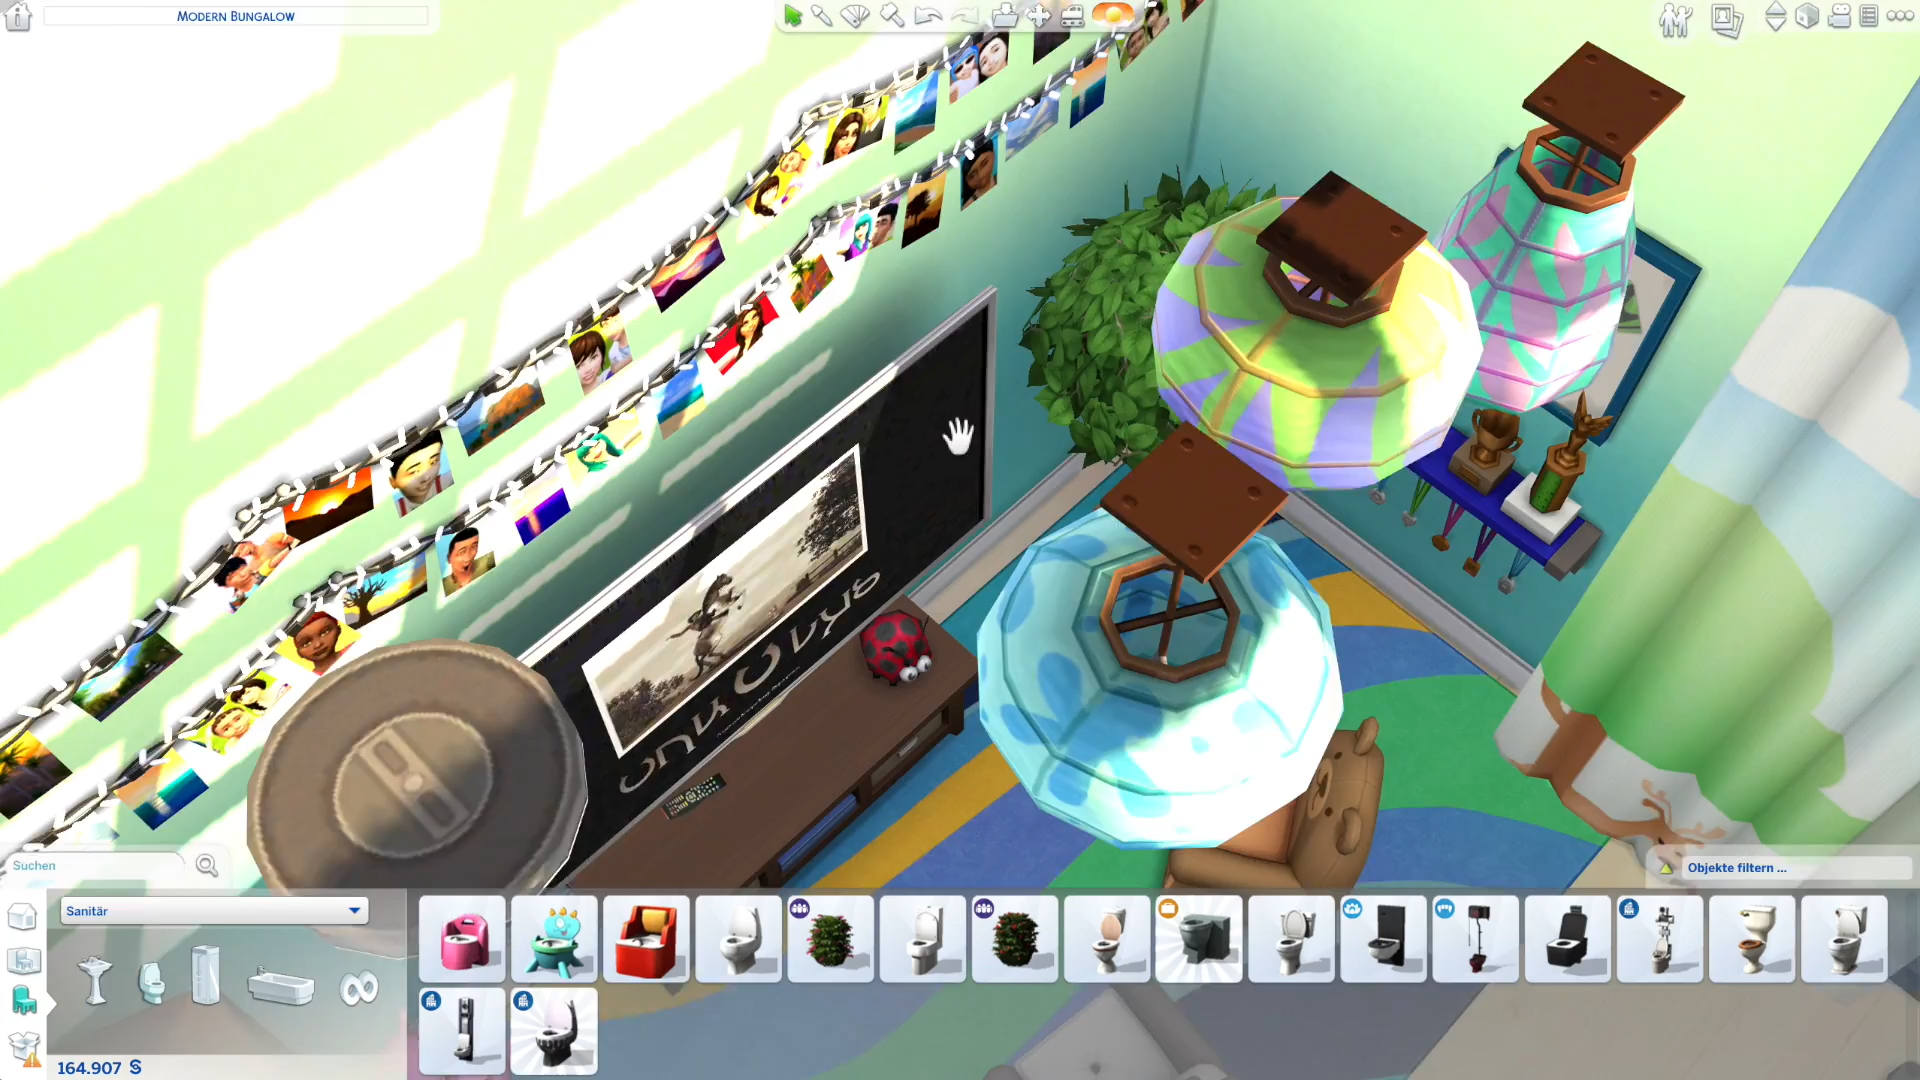 MODERN BUNGALOW
Suchen
Objekte filtern ...
Sanitär
164.907 §